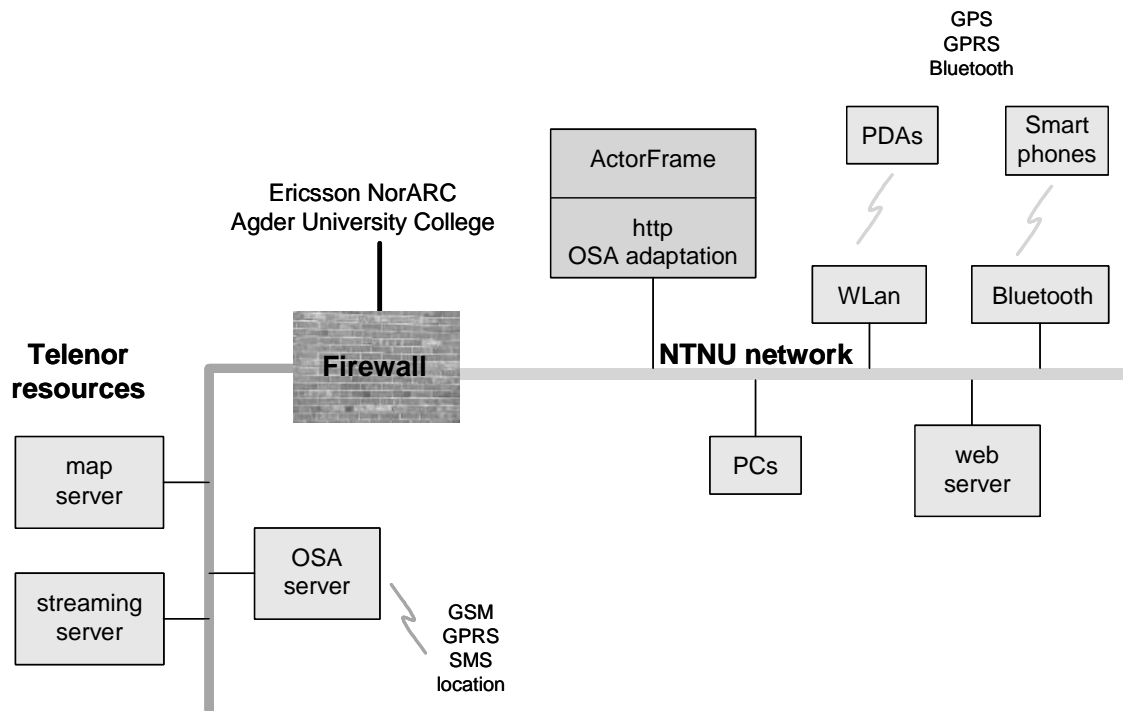 GPS
GPRS
Bluetooth
PDAs
Smart
phones
ActorFrame
http
OSA adaptation
Ericsson NorARC
Agder University College
WLan
Bluetooth
Telenor
resources
Firewall
NTNU network
map
server
PCs
web
server
OSA
server
streaming
server
GSM
GPRS
SMS
location